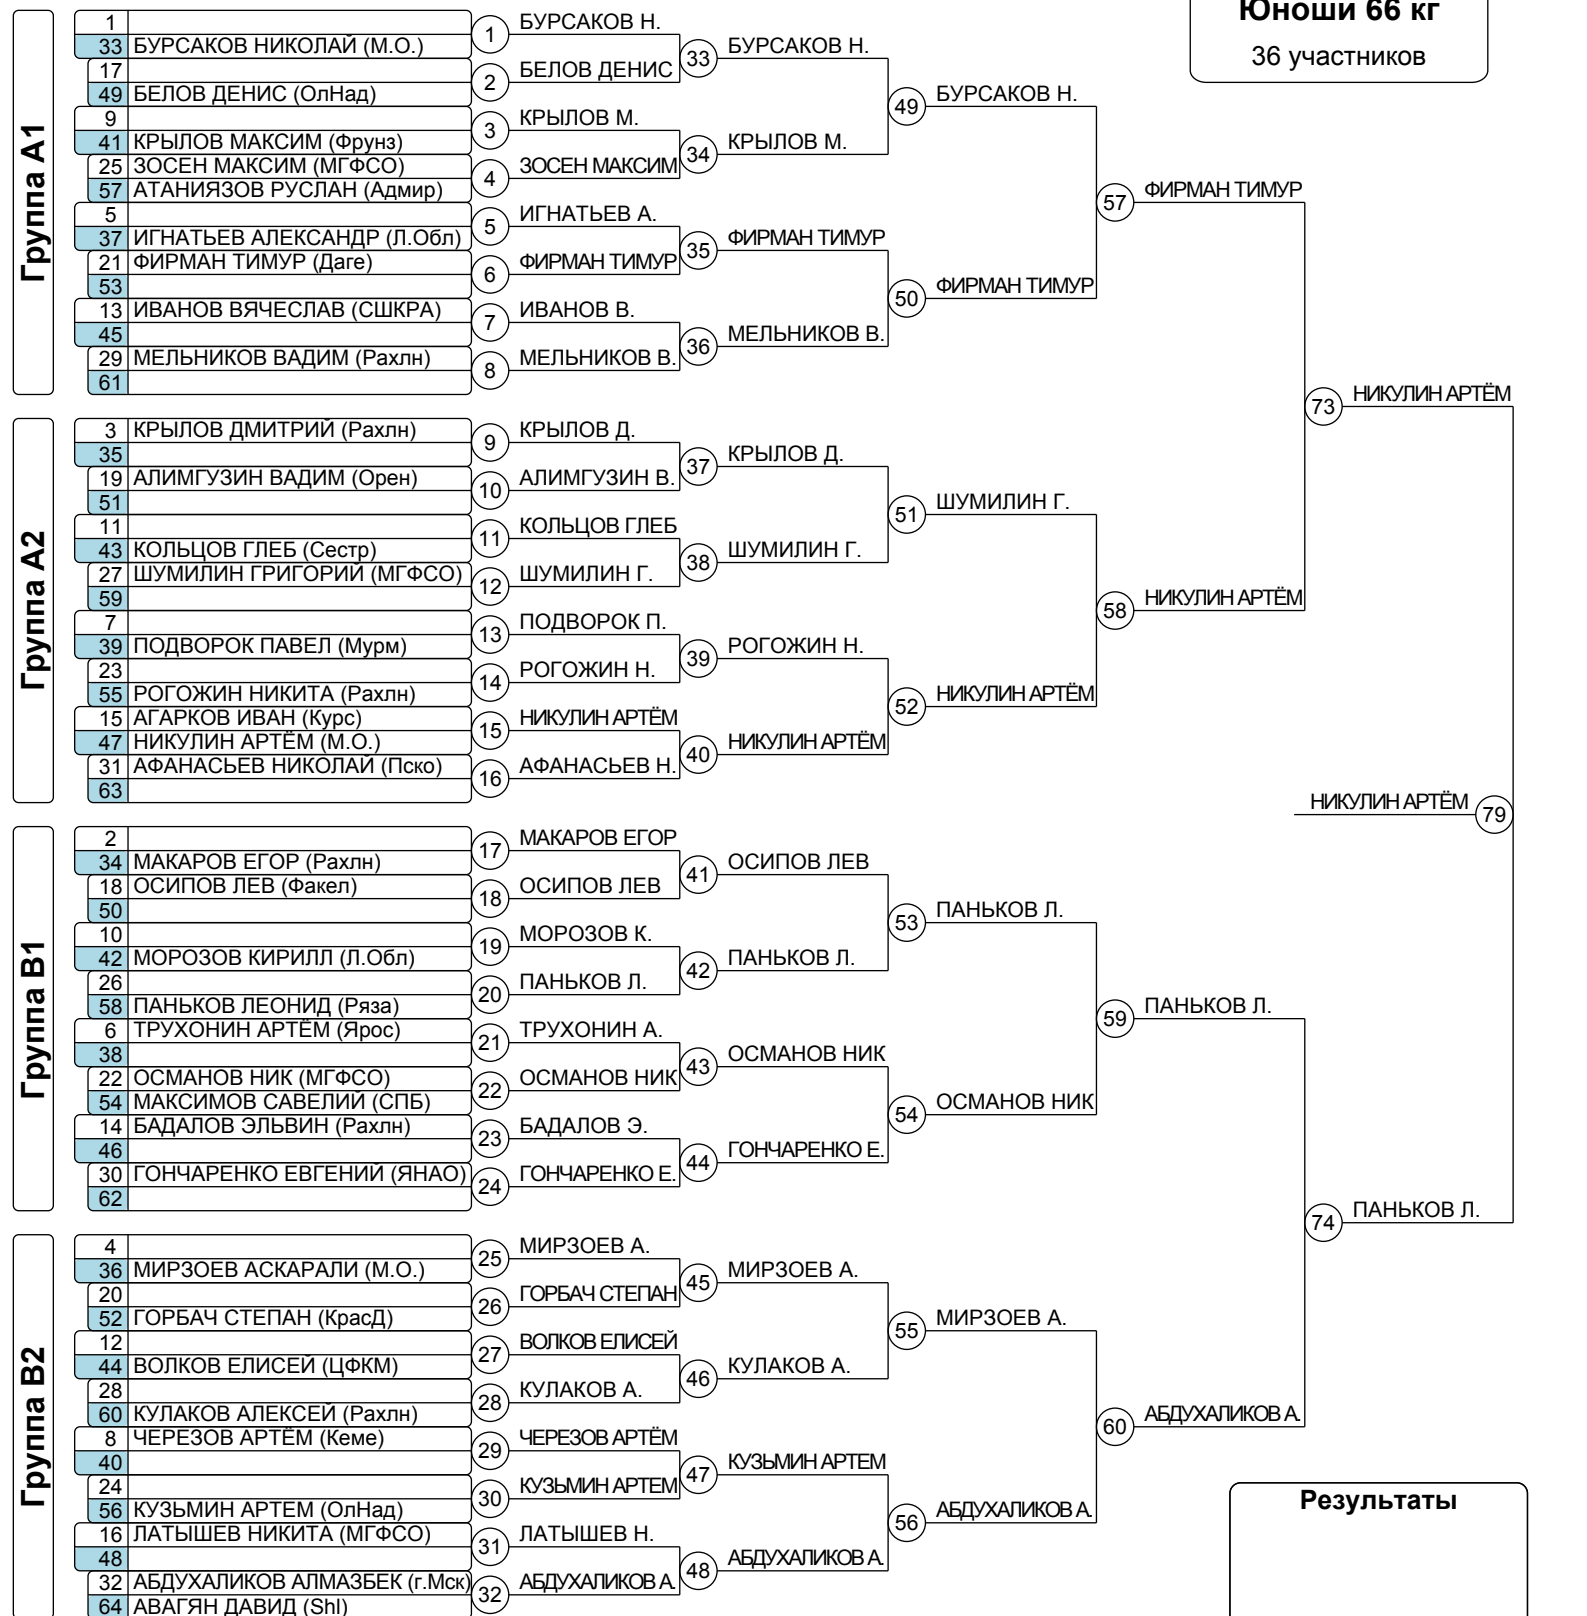 Юноши 66 кг
36 участников
Группа A1
1
33 БУРСАКОВ НИКОЛАЙ (М.О.)
17
49 БЕЛОВ ДЕНИС (ОлНад)
9
41 КРЫЛОВ МАКСИМ (Фрунз)
25 ЗОСЕН МАКСИМ (МГФСО)
57 АТАНИЯЗОВ РУСЛАН (Адмир)
5
37 ИГНАТЬЕВ АЛЕКСАНДР (Л.Обл)
21 ФИРМАН ТИМУР (Даге)
53
13 ИВАНОВ ВЯЧЕСЛАВ (СШКРА)
45
29 МЕЛЬНИКОВ ВАДИМ (Рахлн)
61
1 БУРСАКОВ Н.
2 БЕЛОВ ДЕНИС
3 КРЫЛОВ М.
4 ЗОСЕН МАКСИМ
5 ИГНАТЬЕВ А.
6 ФИРМАН ТИМУР
7 ИВАНОВ В.
8 МЕЛЬНИКОВ В.
33 БУРСАКОВ Н.
34 КРЫЛОВ М.
35 ФИРМАН ТИМУР
36 МЕЛЬНИКОВ В.
49 БУРСАКОВ Н.
50 ФИРМАН ТИМУР
57 ФИРМАН ТИМУР
Группа A2
3 КРЫЛОВ ДМИТРИЙ (Рахлн)
35
19 АЛИМГУЗИН ВАДИМ (Орен)
51
11
43 КОЛЬЦОВ ГЛЕБ (Сестр)
27 ШУМИЛИН ГРИГОРИЙ (МГФСО)
59
7
39 ПОДВОРОК ПАВЕЛ (Мурм)
23
55 РОГОЖИН НИКИТА (Рахлн)
15 АГАРКОВ ИВАН (Курс)
47 НИКУЛИН АРТЁМ (М.О.)
31 АФАНАСЬЕВ НИКОЛАЙ (Пско)
63
9 КРЫЛОВ Д.
10 АЛИМГУЗИН В.
11 КОЛЬЦОВ ГЛЕБ
12 ШУМИЛИН Г.
13 ПОДВОРОК П.
14 РОГОЖИН Н.
15 НИКУЛИН АРТЁМ
16 АФАНАСЬЕВ Н.
37 КРЫЛОВ Д.
38 ШУМИЛИН Г.
39 РОГОЖИН Н.
40 НИКУЛИН АРТЁМ
51 ШУМИЛИН Г.
52 НИКУЛИН АРТЁМ
58 НИКУЛИН АРТЁМ
73 НИКУЛИН АРТЁМ
НИКУЛИН АРТЁМ 79
Группа B1
2
34 МАКАРОВ ЕГОР (Рахлн)
18 ОСИПОВ ЛЕВ (Факел)
50
10
42 МОРОЗОВ КИРИЛЛ (Л.Обл)
26
58 ПАНЬКОВ ЛЕОНИД (Ряза)
6 ТРУХОНИН АРТЁМ (Ярос)
38
22 ОСМАНОВ НИК (МГФСО)
54 МАКСИМОВ САВЕЛИЙ (СПБ)
14 БАДАЛОВ ЭЛЬВИН (Рахлн)
46
30 ГОНЧАРЕНКО ЕВГЕНИЙ (ЯНАО)
62
17 МАКАРОВ ЕГОР
18 ОСИПОВ ЛЕВ
19 МОРОЗОВ К.
20 ПАНЬКОВ Л.
21 ТРУХОНИН А.
22 ОСМАНОВ НИК
23 БАДАЛОВ Э.
24 ГОНЧАРЕНКО Е.
41 ОСИПОВ ЛЕВ
42 ПАНЬКОВ Л.
43 ОСМАНОВ НИК
44 ГОНЧАРЕНКО Е.
53 ПАНЬКОВ Л.
54 ОСМАНОВ НИК
59 ПАНЬКОВ Л.
74 ПАНЬКОВ Л.
Группа B2
4
36 МИРЗОЕВ АСКАРАЛИ (М.О.)
20
52 ГОРБАЧ СТЕПАН (КрасД)
12
44 ВОЛКОВ ЕЛИСЕЙ (ЦФКМ)
28
60 КУЛАКОВ АЛЕКСЕЙ (Рахлн)
8 ЧЕРЕЗОВ АРТЁМ (Кеме)
40
24
56 КУЗЬМИН АРТЕМ (ОлНад)
16 ЛАТЫШЕВ НИКИТА (МГФСО)
48
32 АБДУХАЛИКОВ АЛМАЗБЕК (г.Мск)
64 АВАГЯН ДАВИД (Shl)
25 МИРЗОЕВ А.
26 ГОРБАЧ СТЕПАН
27 ВОЛКОВ ЕЛИСЕЙ
28 КУЛАКОВ А.
29 ЧЕРЕЗОВ АРТЁМ
30 КУЗЬМИН АРТЕМ
31 ЛАТЫШЕВ Н.
32 АБДУХАЛИКОВ А.
45 МИРЗОЕВ А.
46 КУЛАКОВ А.
47 КУЗЬМИН АРТЕМ
48 АБДУХАЛИКОВ А.
55 МИРЗОЕВ А.
56 АБДУХАЛИКОВ А.
60 АБДУХАЛИКОВ А.
Результаты